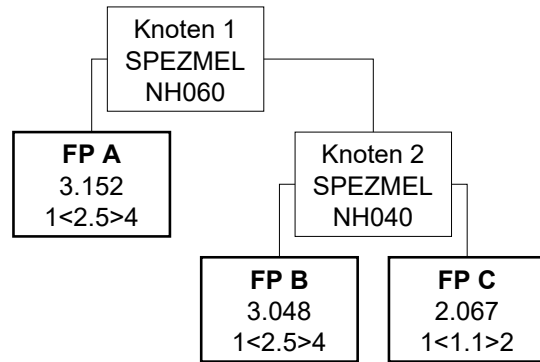 Knoten 1
SPEZMEL
NH060
FP A
3.152
1<2.5>4
Knoten 2
SPEZMEL
NH040
FP B
3.048
1<2.5>4
FP C
2.067
1<1.1>2